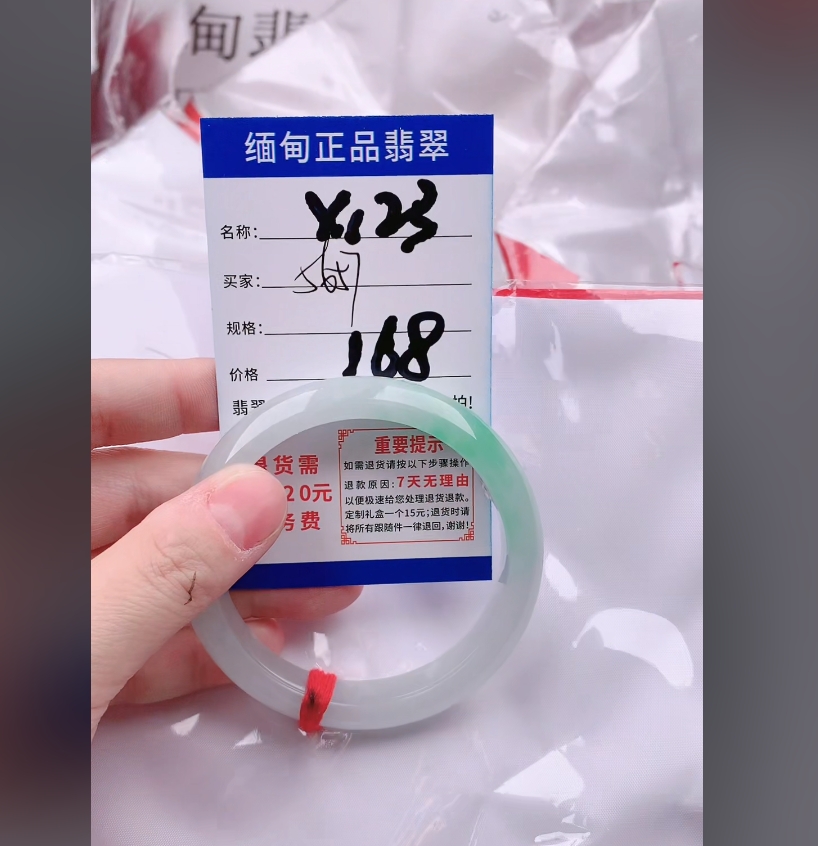 甸翡
缅甸正品翡翠
名称: X1,23
买家:
规格:
价格 168
翡翠 怕!
货需
20元
务费
重要提示
如需退货请按以下步骤操作
退款原因:7天无理由
以便极速给您处理退货退款。
定制礼盒一个15元;退货时请
将所有跟随件一律退回,谢谢!